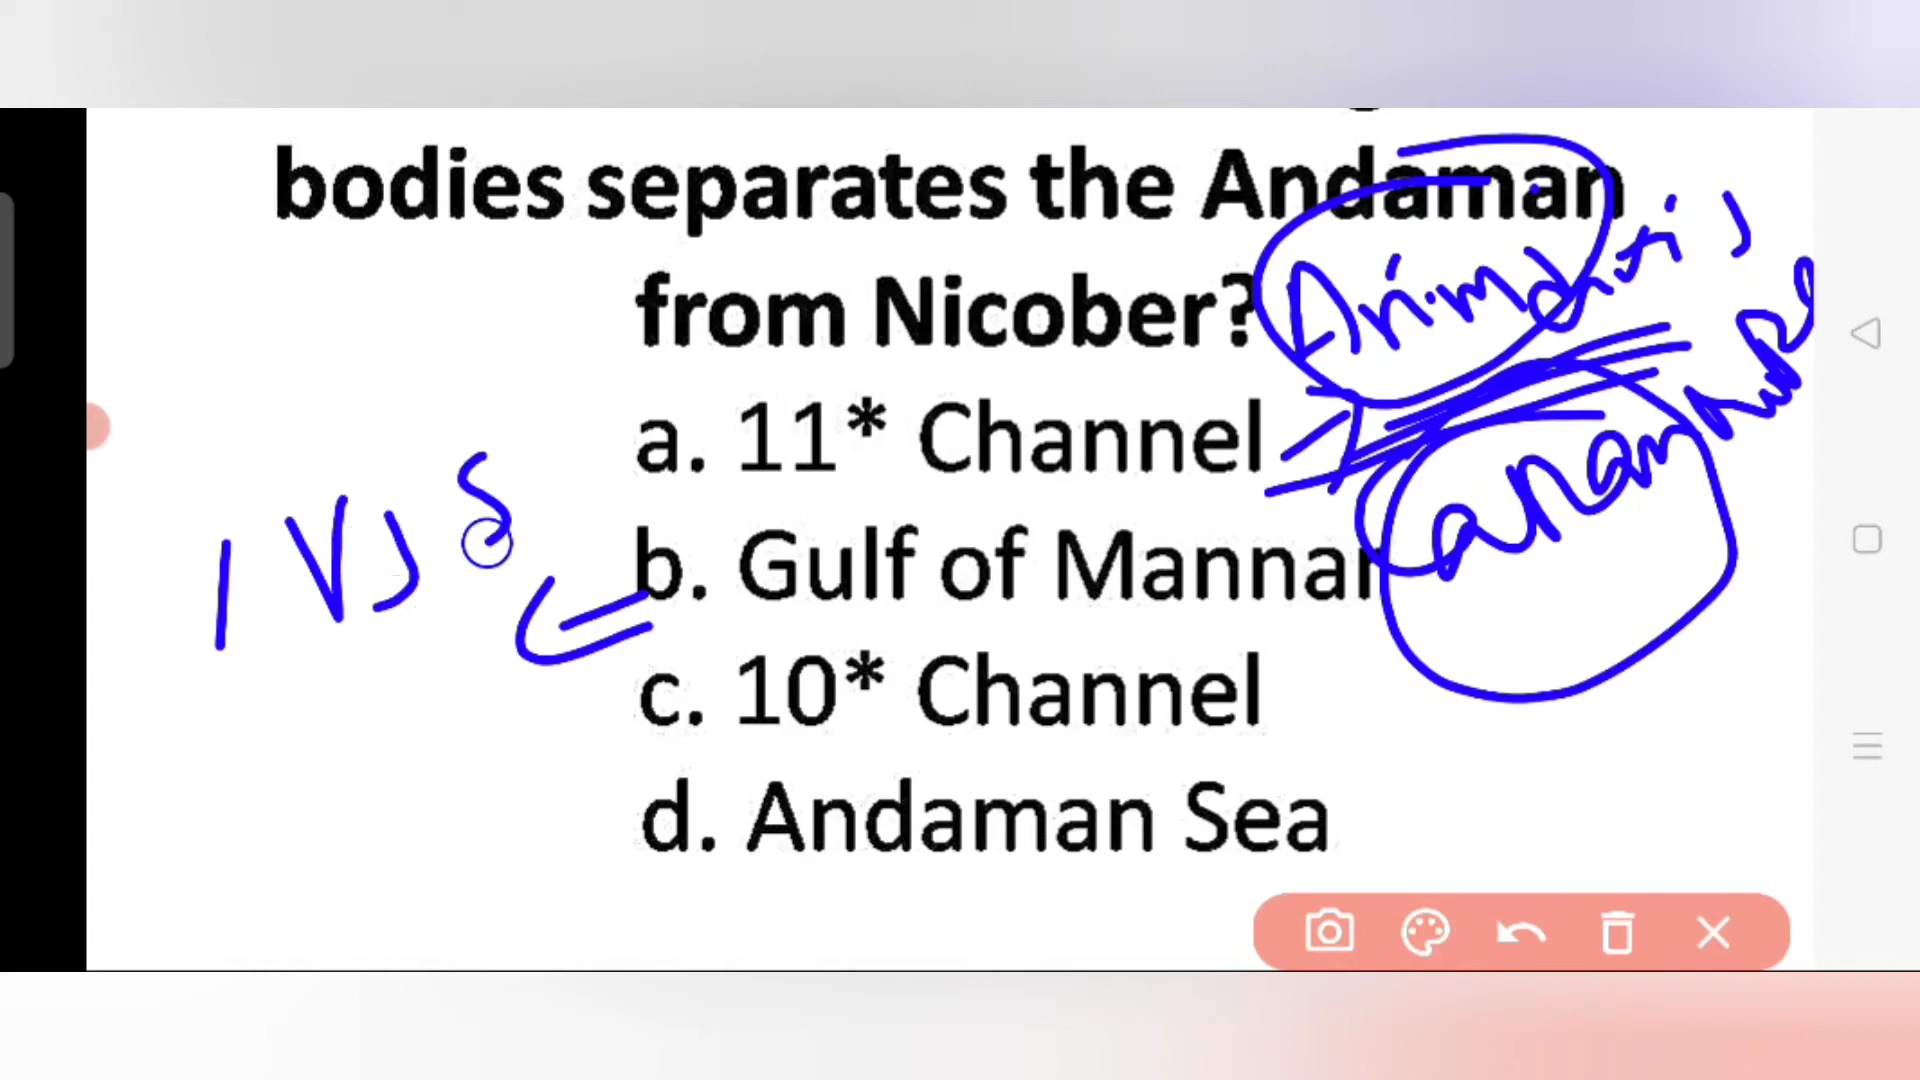 bodies separates the Andaman
from Nicober?
a. 11* Channel
b. Gulf of Mannar
c. 10* Channel
d. Andaman Sea